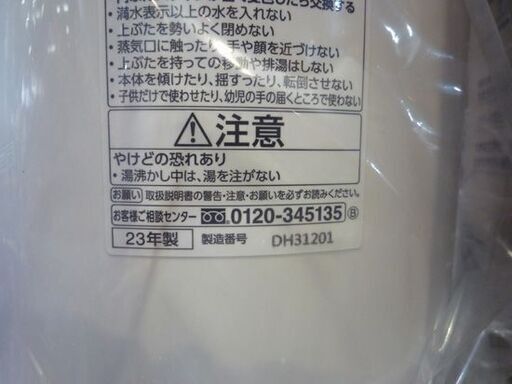 ・満水表示以上の水を入れない
・上ぶたを勢いよく閉めない
・蒸気口に触ったり、手や顔を近づけない
・上ぶたを持っての移動や排湯はしない
・本体を傾けたり、揺すったり、転倒させない
・子供だけで使わせたり、幼児の手の届くところで使わない
注意
やけどの恐れあり
・湯沸かし中は、湯を注がない
お願い 取扱説明書の警告・注意・お願いを必ずお読みください。
お客様ご相談センター 0120-345135 Ⓑ
23年製 製造番号 DH31201